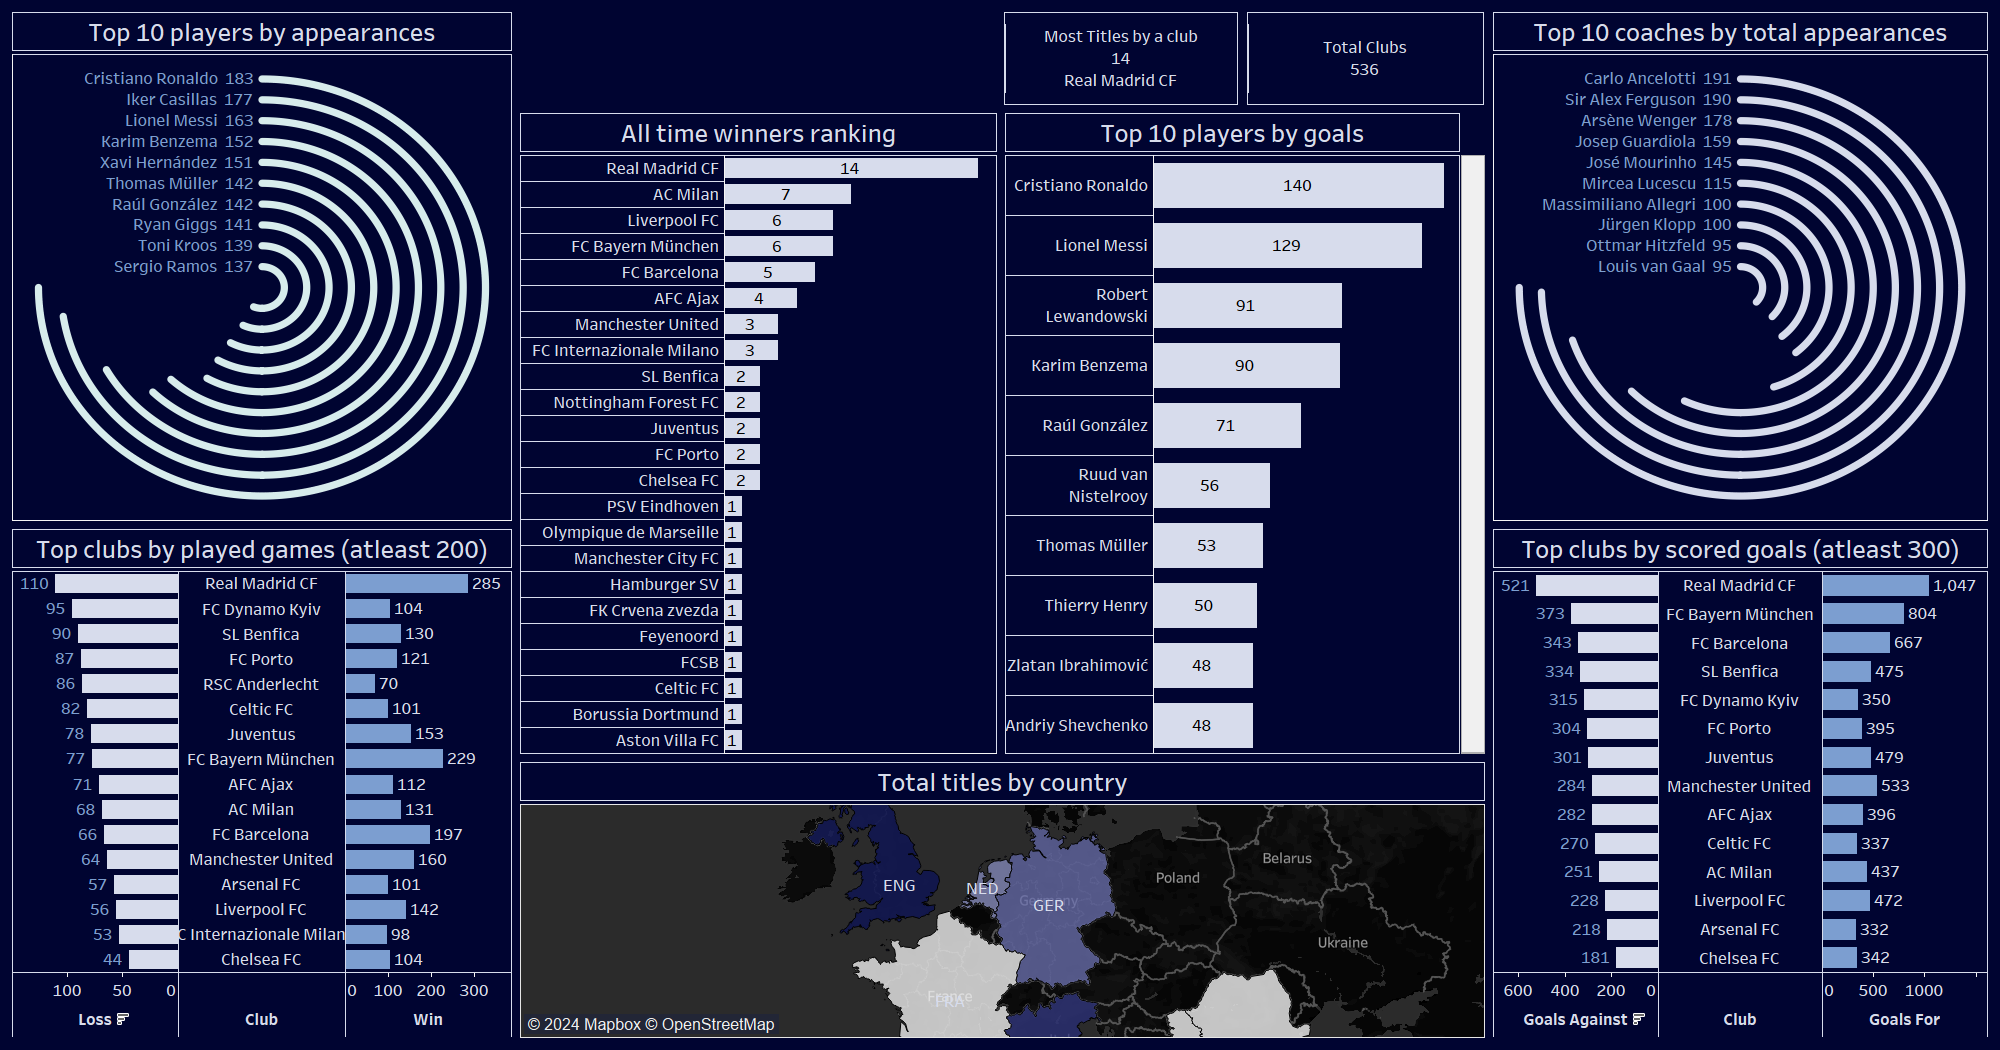 Top 10 players by appearances
Cristiano Ronaldo 183
Iker Casillas 177
Lionel Messi 163
Karim Benzema 152
Xavi Hernández 151
Thomas Müller 142
Raúl González 142
Ryan Giggs 141
Toni Kroos 139
Sergio Ramos 137
Most Titles by a club
14
Real Madrid CF
Total Clubs
536
Top 10 coaches by total appearances
Carlo Ancelotti 191
Sir Alex Ferguson 190
Arsène Wenger 178
Josep Guardiola 159
José Mourinho 145
Mircea Lucescu 115
Massimiliano Allegri 100
Jürgen Klopp 100
Ottmar Hitzfeld 95
Louis van Gaal 95
All time winners ranking
Real Madrid CF 14
AC Milan 7
Liverpool FC 6
FC Bayern München 6
FC Barcelona 5
AFC Ajax 4
Manchester United 3
FC Internazionale Milano 3
SL Benfica 2
Nottingham Forest FC 2
Juventus 2
FC Porto 2
Chelsea FC 2
PSV Eindhoven 1
Olympique de Marseille 1
Manchester City FC 1
Hamburger SV 1
FK Crvena zvezda 1
Feyenoord 1
FCSB 1
Celtic FC 1
Borussia Dortmund 1
Aston Villa FC 1
Top 10 players by goals
Cristiano Ronaldo 140
Lionel Messi 129
Robert
Lewandowski 91
Karim Benzema 90
Raúl González 71
Ruud van
Nistelrooy 56
Thomas Müller 53
Thierry Henry 50
Zlatan Ibrahimović 48
Andriy Shevchenko 48
Top clubs by played games (atleast 200)
110 Real Madrid CF 285
95 FC Dynamo Kyiv 104
90 SL Benfica 130
87 FC Porto 121
86 RSC Anderlecht 70
82 Celtic FC 101
78 Juventus 153
77 FC Bayern München 229
71 AFC Ajax 112
68 AC Milan 131
66 FC Barcelona 197
64 Manchester United 160
57 Arsenal FC 101
56 Liverpool FC 142
53 C Internazionale Milan 98
44 Chelsea FC 104
100 50 0 0 100 200 300
Loss Club Win
Total titles by country
ENG
NED
Germany
GER
Poland
Belarus
Ukraine
France
FRA
© 2024 Mapbox © OpenStreetMap
Top clubs by scored goals (atleast 300)
521 Real Madrid CF 1,047
373 FC Bayern München 804
343 FC Barcelona 667
334 SL Benfica 475
315 FC Dynamo Kyiv 350
304 FC Porto 395
301 Juventus 479
284 Manchester United 533
282 AFC Ajax 396
270 Celtic FC 337
251 AC Milan 437
228 Liverpool FC 472
218 Arsenal FC 332
181 Chelsea FC 342
600 400 200 0 0 500 1000
Goals Against Club Goals For